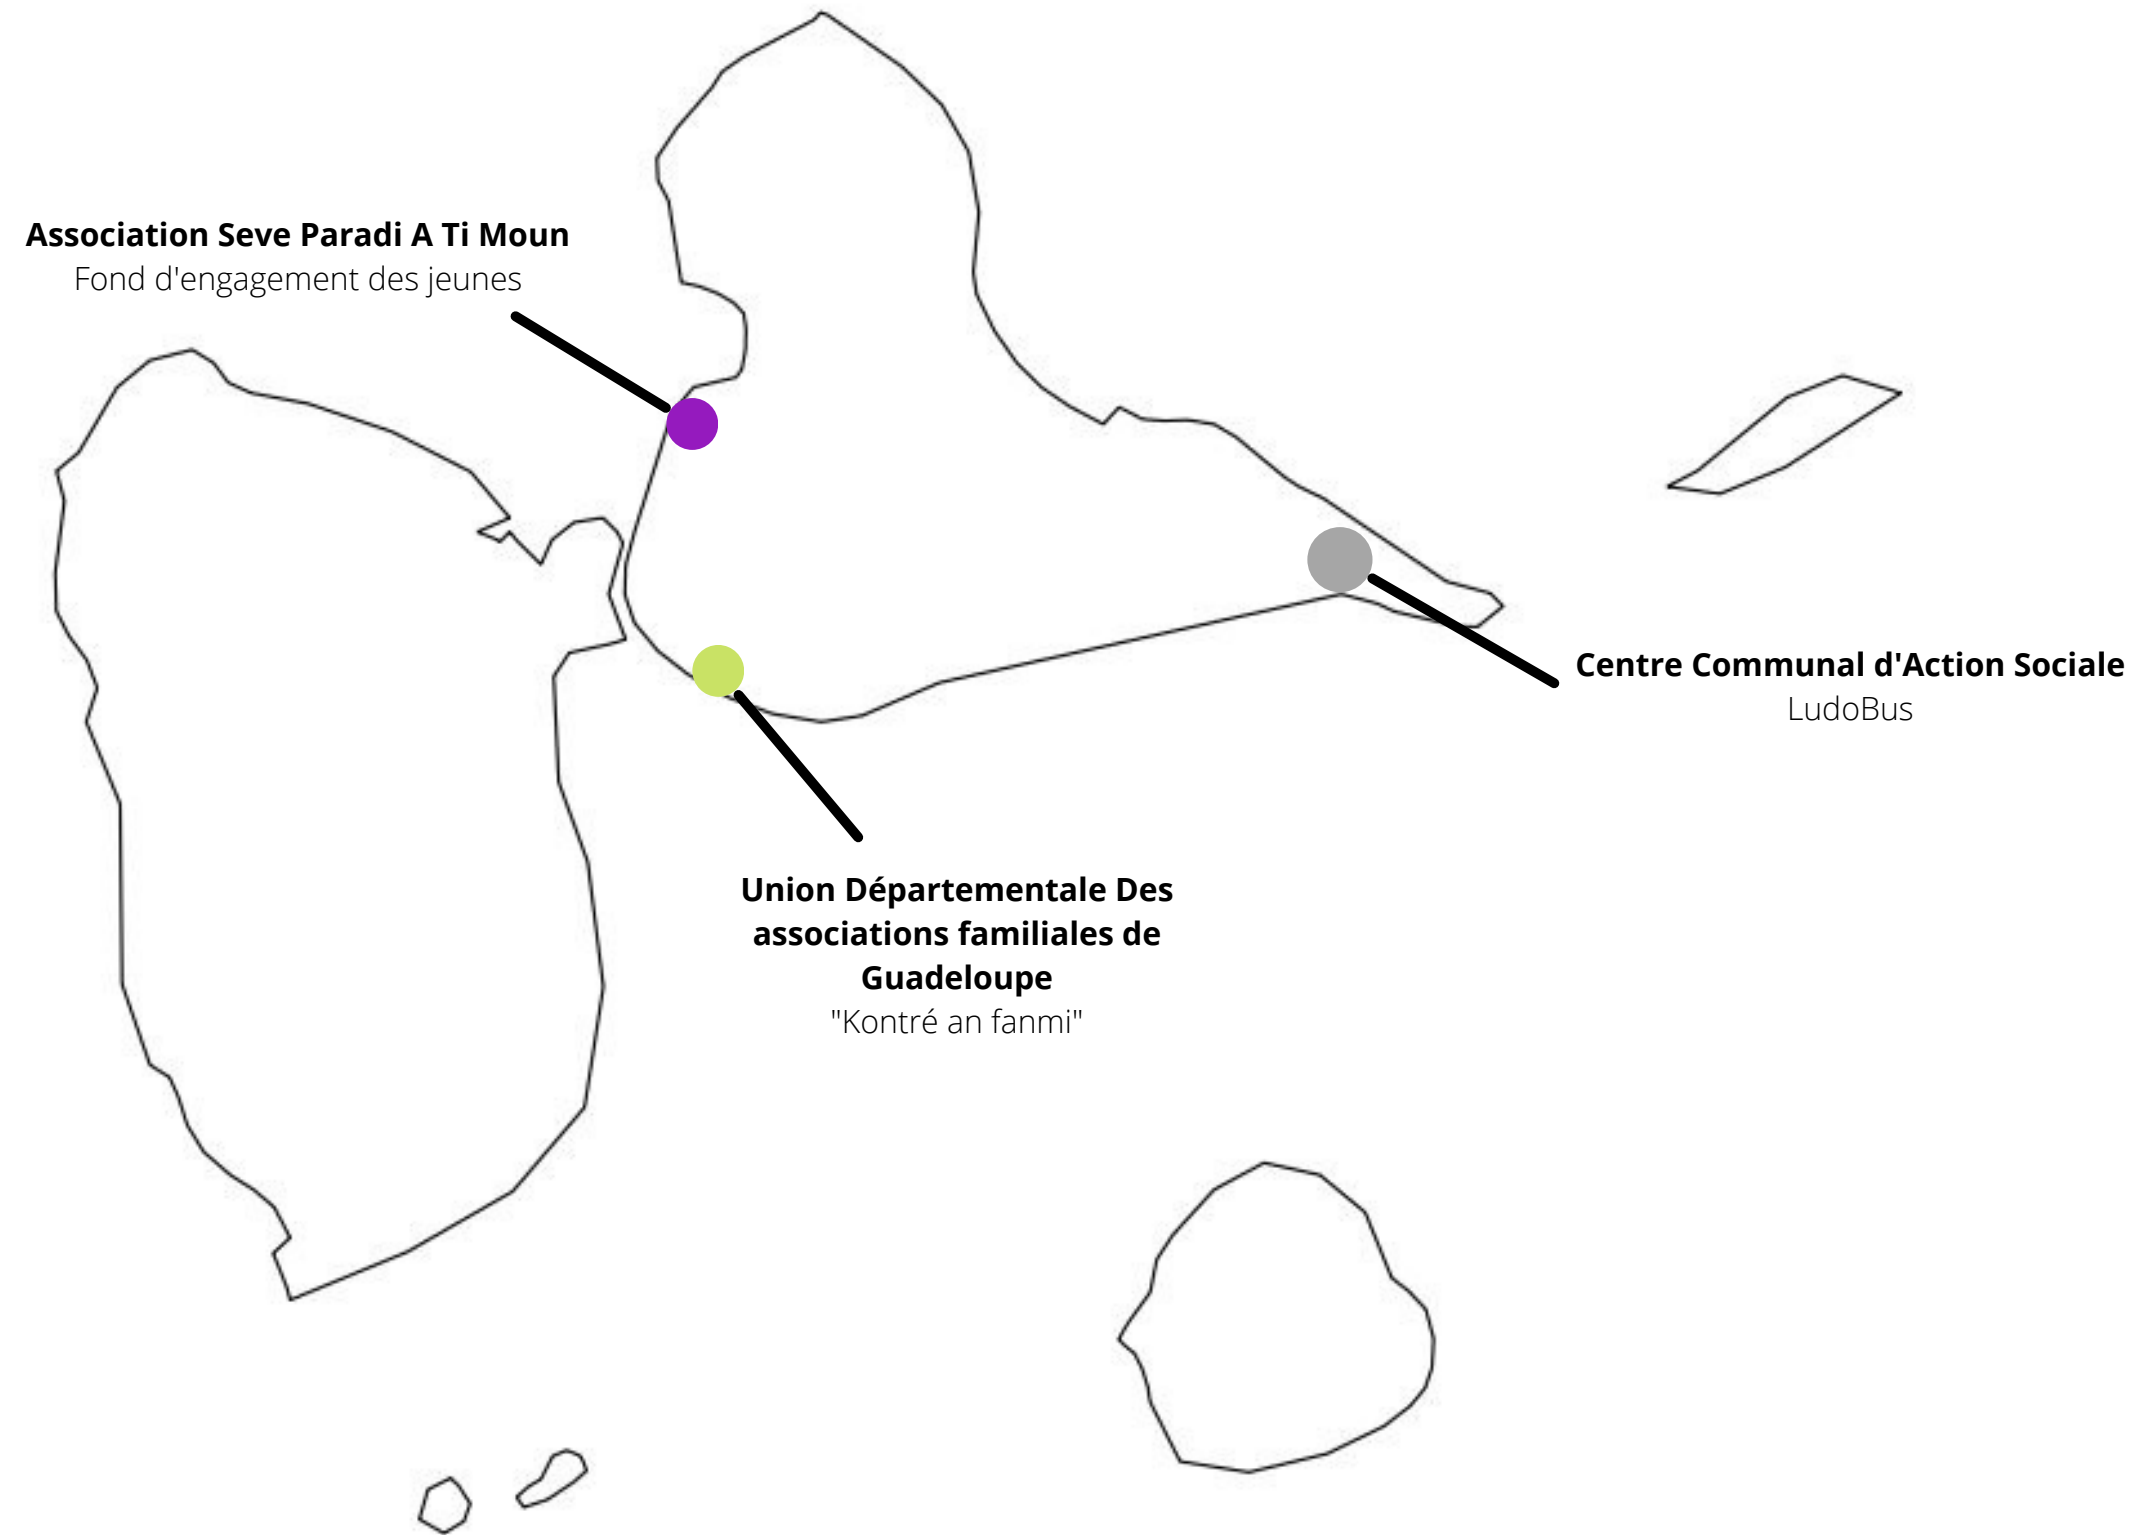 Association Seve Paradi A Ti Moun
Fond d'engagement des jeunes
Centre Communal d'Action Sociale
LudoBus
Union Départementale Des
associations familiales de
Guadeloupe
"Kontré an fanmi"